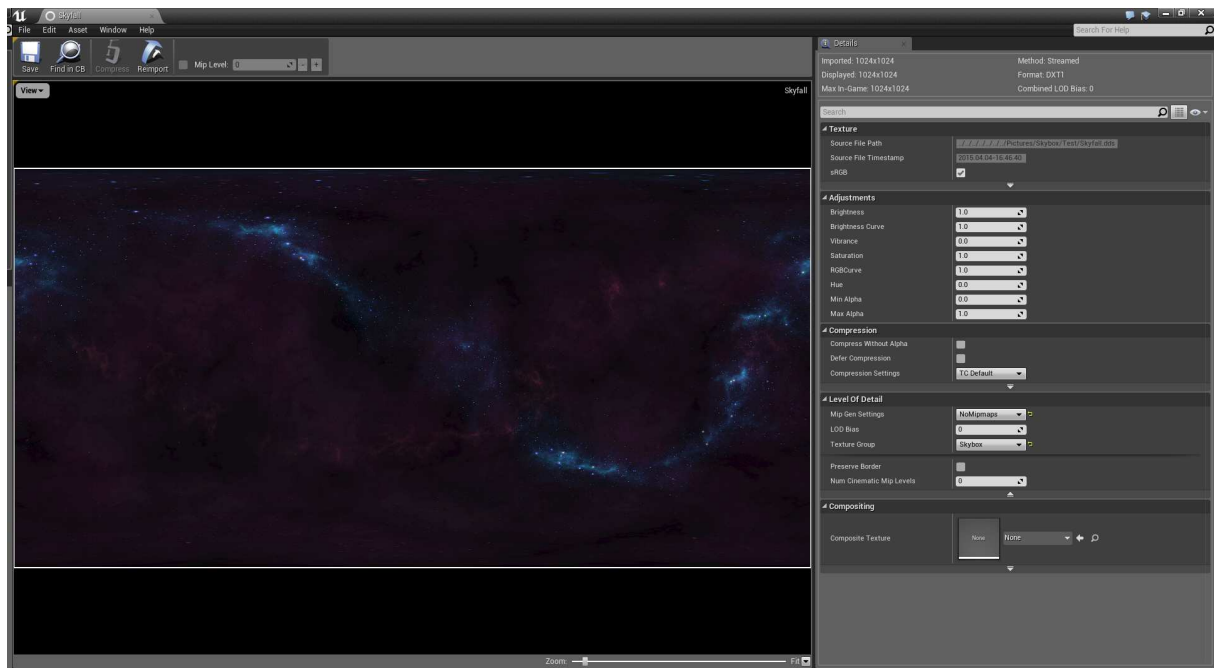 Skyfall
File Edit Asset Window Help
Search For Help
Save Find in CB Compress Reimport Mip Level: 0 - +
View
Skyfall
Zoom: Fit
Details
Imported: 1024x1024 Method: Streamed
Displayed: 1024x1024 Format: DXT1
Max In-Game: 1024x1024 Combined LOD Bias: 0
Search
Texture
Source File Path ../../../../../../../Pictures/Skybox/Test/Skyfall.dds
Source File Timestamp 2015.04.04-16.46.40
sRGB
Adjustments
Brightness 1.0
Brightness Curve 1.0
Vibrance 0.0
Saturation 1.0
RGBCurve 1.0
Hue 0.0
Min Alpha 0.0
Max Alpha 1.0
Compression
Compress Without Alpha
Defer Compression
Compression Settings TC Default
Level Of Detail
Mip Gen Settings NoMipmaps
LOD Bias 0
Texture Group Skybox
Preserve Border
Num Cinematic Mip Levels 0
Compositing
Composite Texture None None